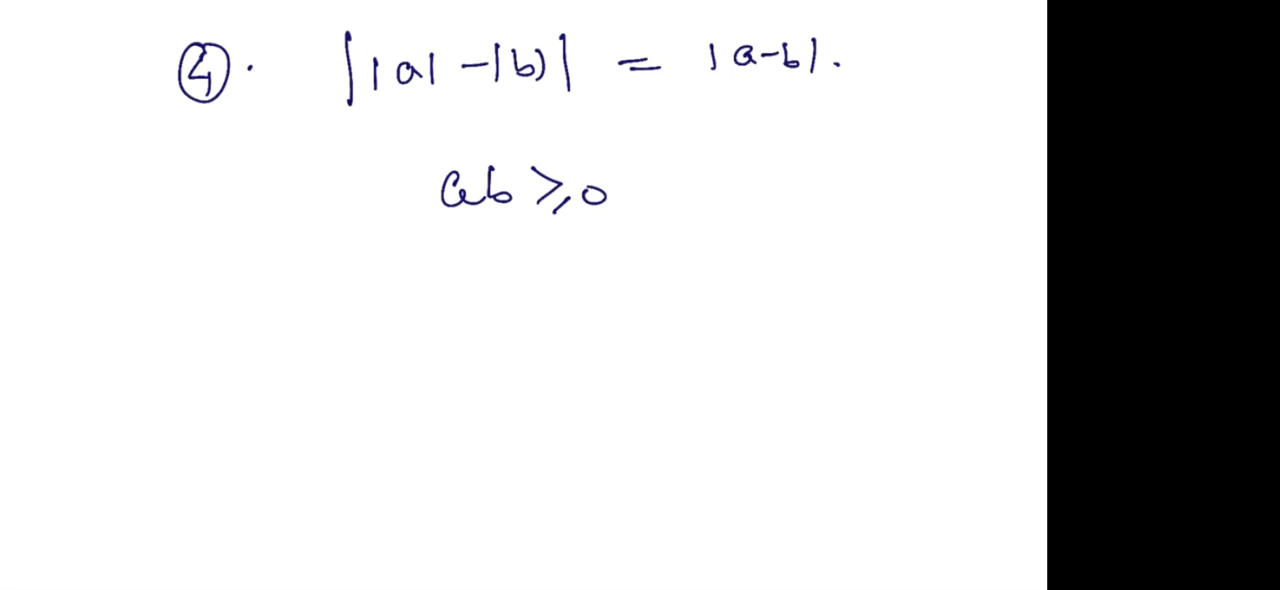 ④. ||a| - |b|| = |a-b|.
ab ≥ 0